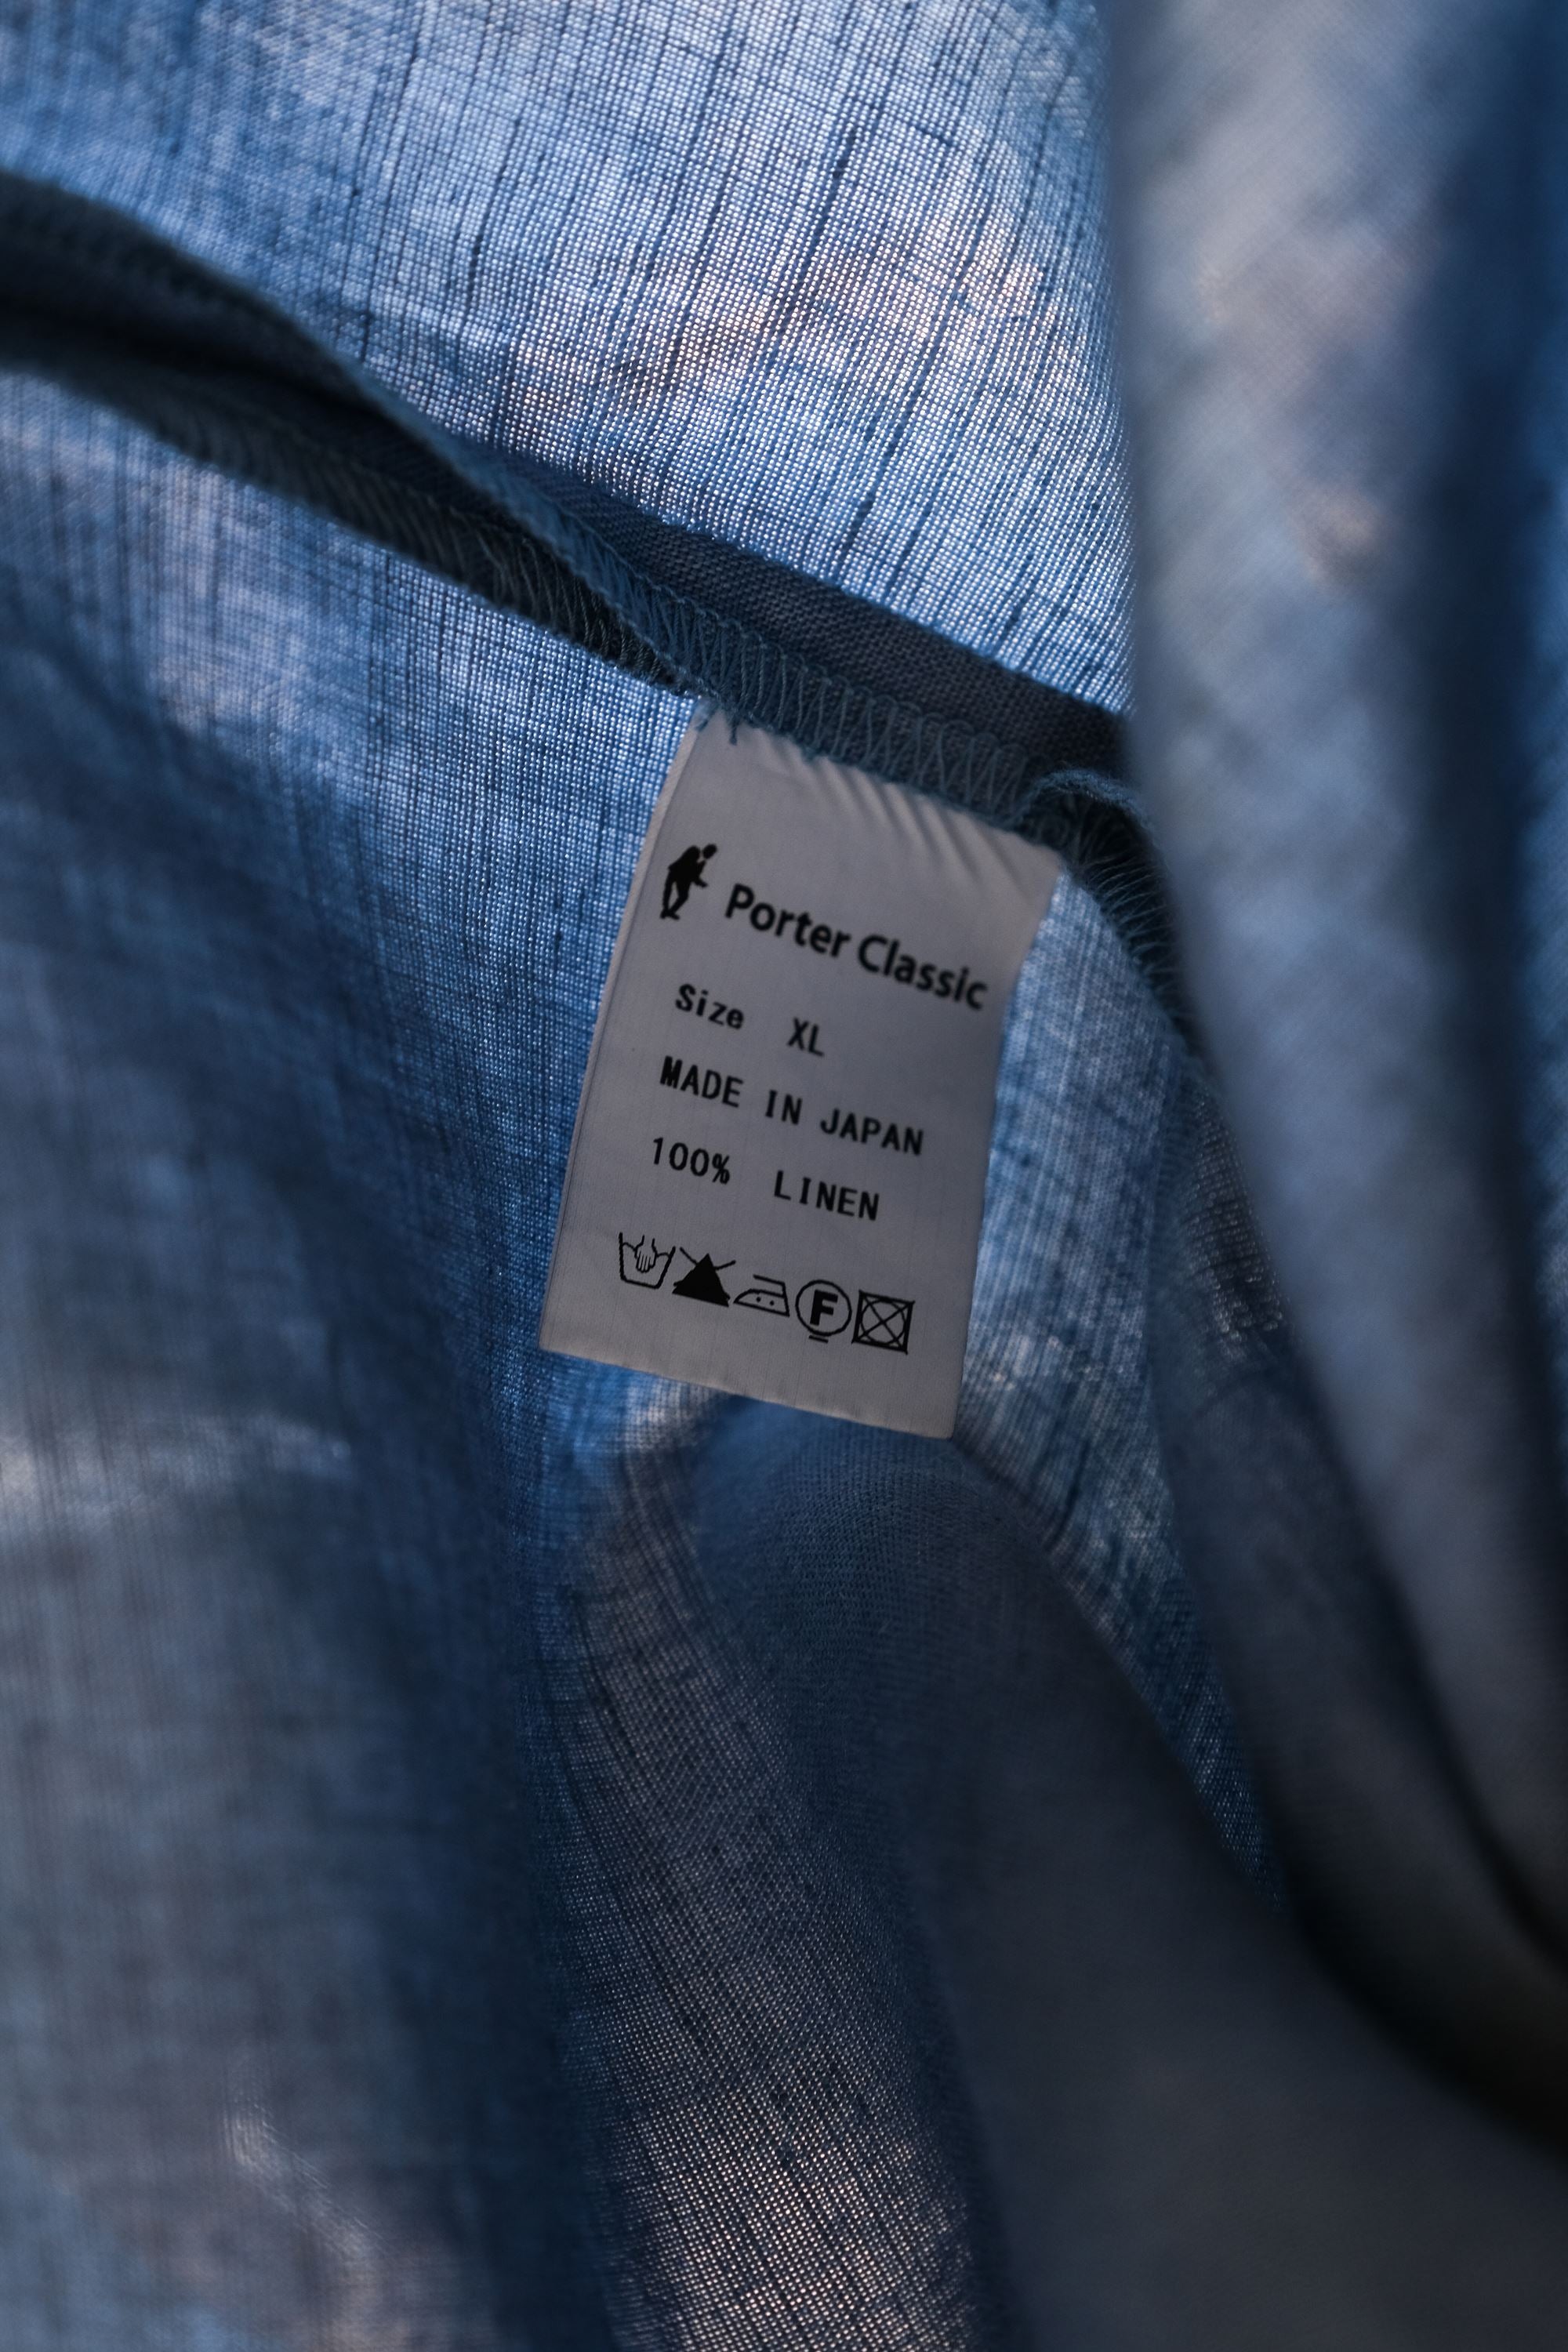 Porter Classic
Size XL
MADE IN JAPAN
100% LINEN
F